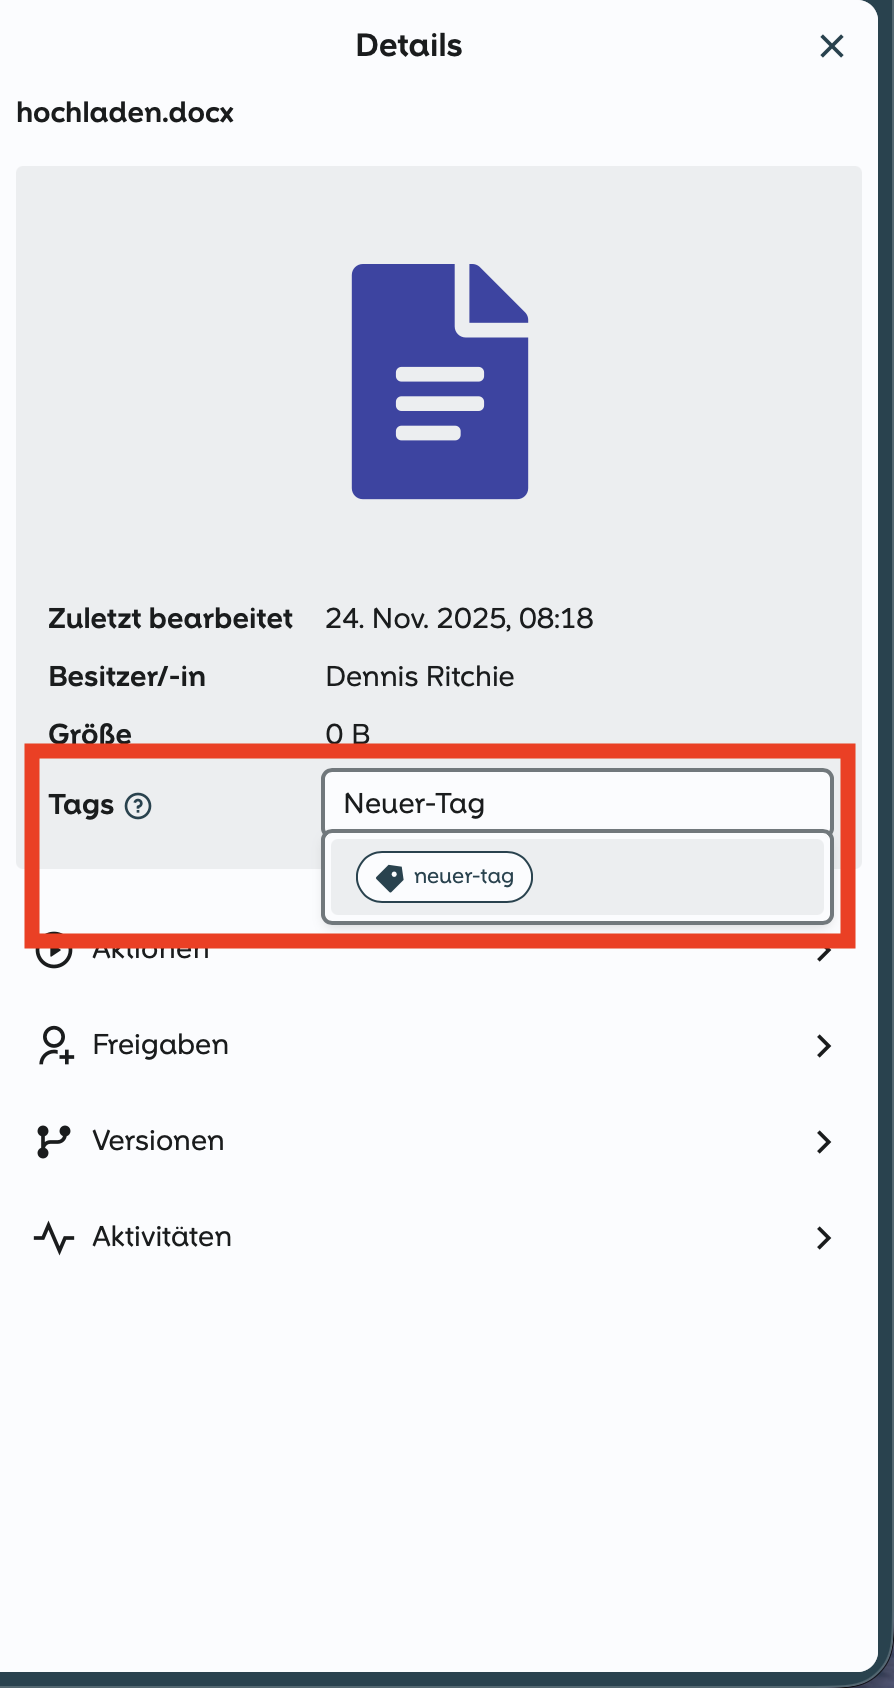 Details
hochladen.docx
Zuletzt bearbeitet 24. Nov. 2025, 08:18
Besitzer/-in Dennis Ritchie
Größe 0 B
Tags ? Neuer-Tag
neuer-tag
Aktionen
Freigaben
Versionen
Aktivitäten